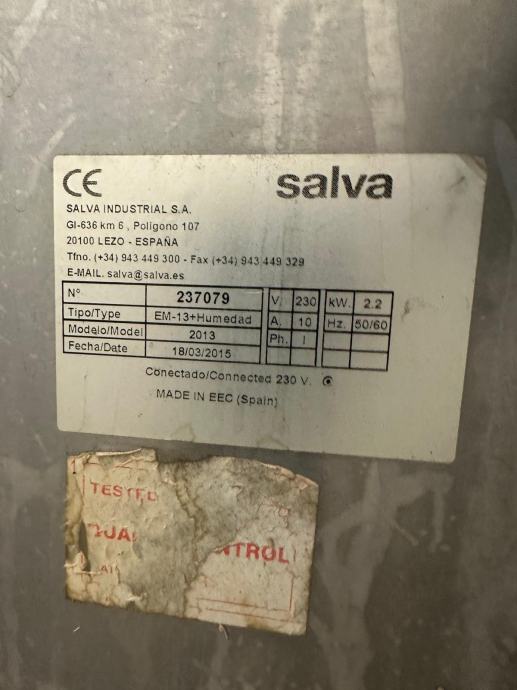 CE
salva
SALVA INDUSTRIAL S.A.
GI-636 km 6, Poligono 107
20100 LEZO - ESPAÑA
Tfno. (+34) 943 449 300 - Fax (+34) 943 449 329
E-MAIL. salva@salva.es
Nº 237079 V. 230 kW. 2.2
Tipo/Type EM-13+Humedad A. 10 Hz. 50/60
Modelo/Model 2013 Ph. I
Fecha/Date 18/03/2015
Conectado/Connected 230 V.
MADE IN EEC (Spain)
TESTED